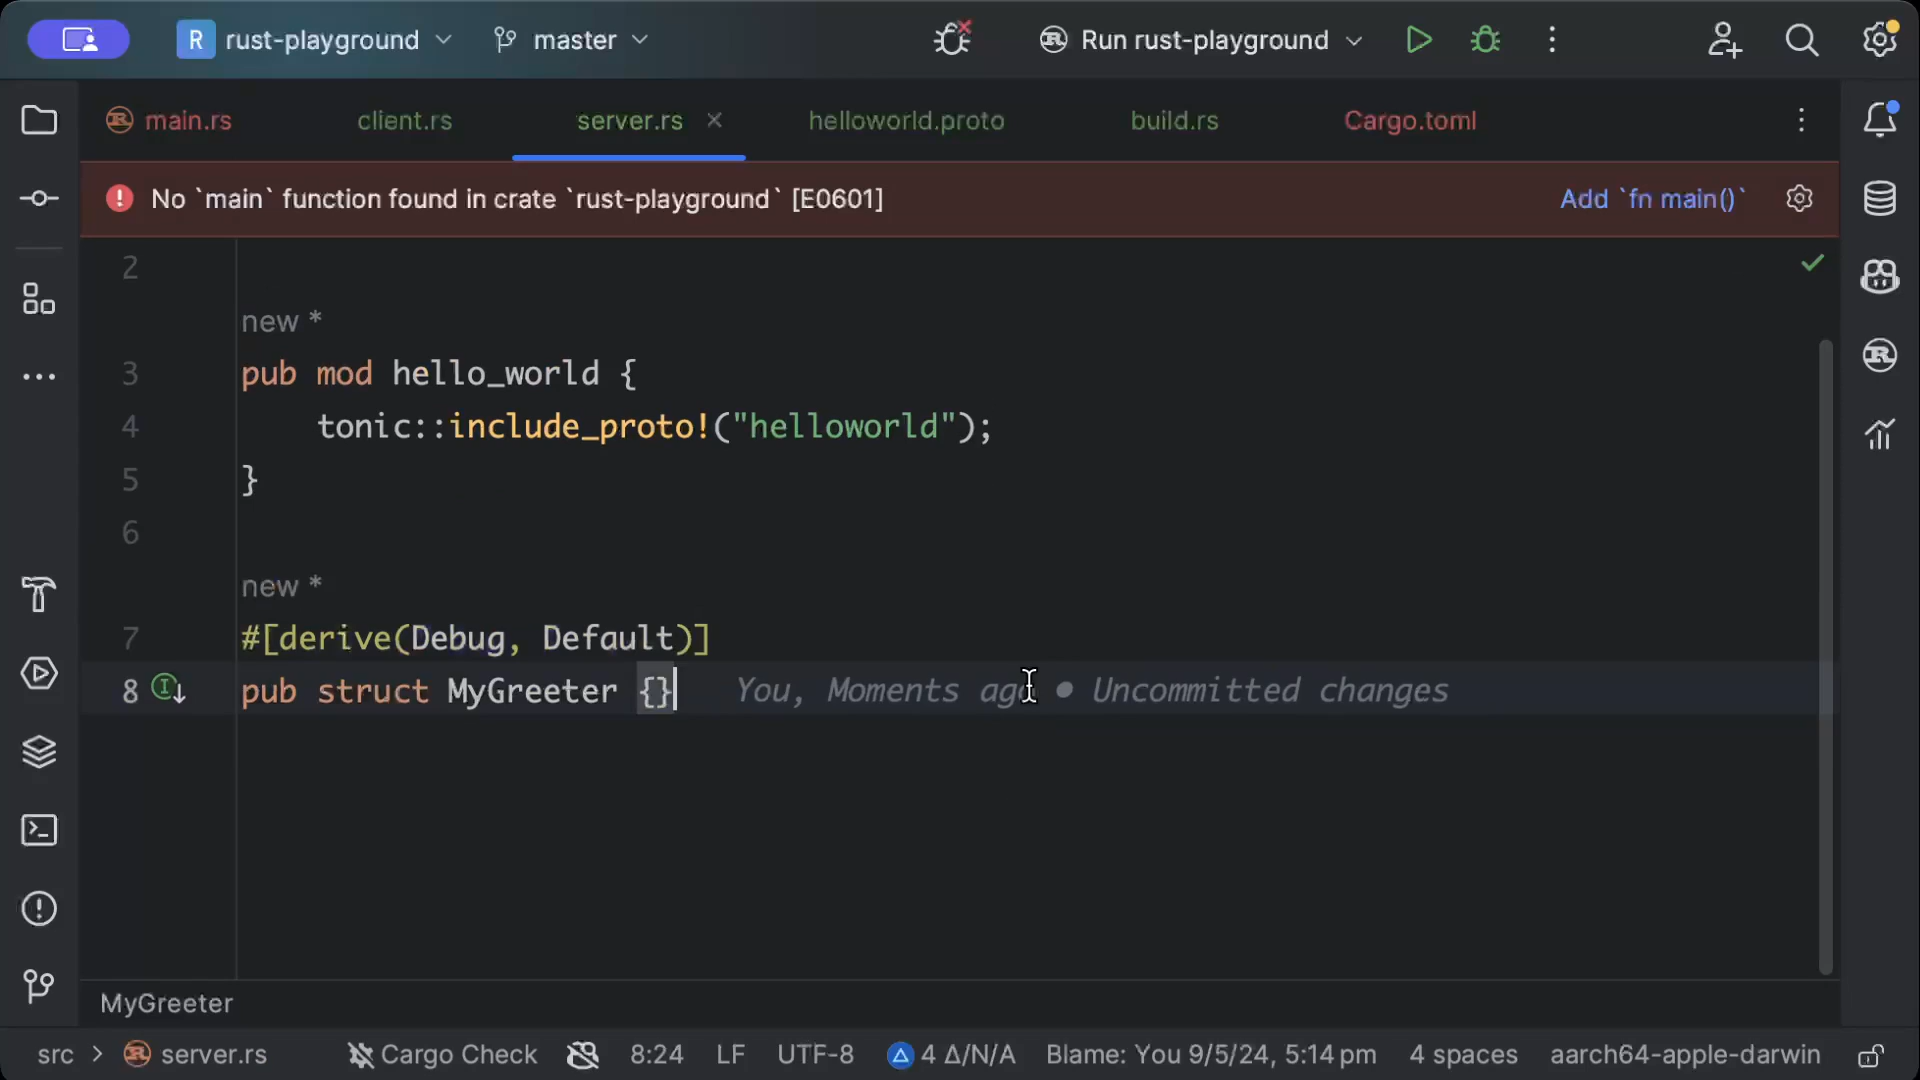 R rust-playground master Run rust-playground
main.rs client.rs server.rs helloworld.proto build.rs Cargo.toml
No `main` function found in crate `rust-playground` [E0601] Add `fn main()`
2
new *
3 pub mod hello_world {
4 tonic::include_proto!("helloworld");
5 }
6
new *
7 #[derive(Debug, Default)]
8 pub struct MyGreeter {} You, Moments ago • Uncommitted changes
MyGreeter
src > server.rs Cargo Check 8:24 LF UTF-8 4 Δ/N/A Blame: You 9/5/24, 5:14 pm 4 spaces aarch64-apple-darwin